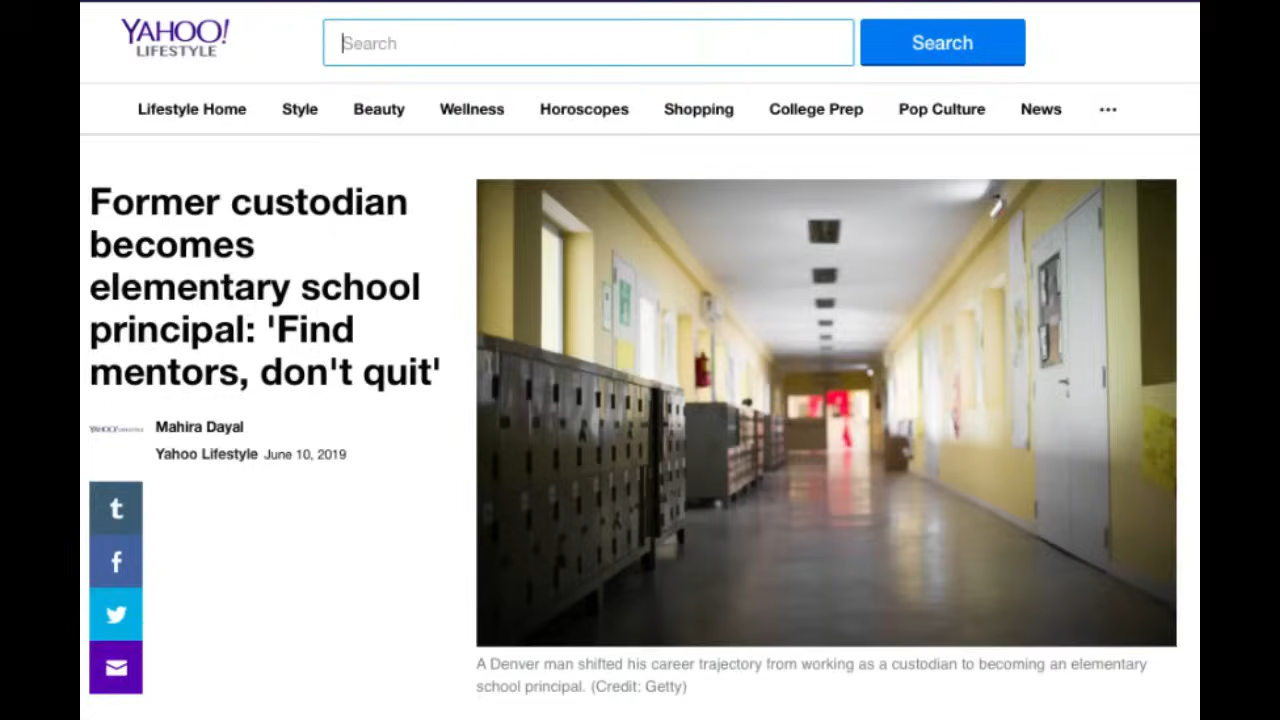 YAHOO!
LIFESTYLE
Search
Search
Lifestyle Home Style Beauty Wellness Horoscopes Shopping College Prep Pop Culture News ...
Former custodian
becomes
elementary school
principal: 'Find
mentors, don't quit'
Mahira Dayal
Yahoo Lifestyle June 10, 2019
t
f
A Denver man shifted his career trajectory from working as a custodian to becoming an elementary
school principal. (Credit: Getty)